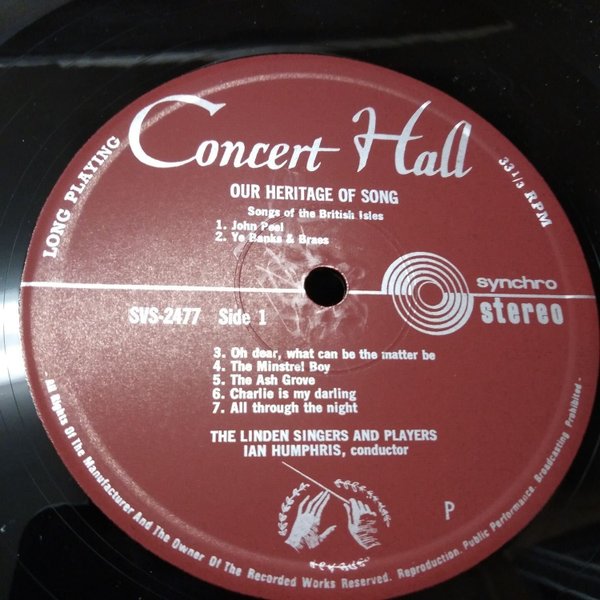 Concert Hall
LONG PLAYING
33 1/3 RPM
OUR HERITAGE OF SONG
Songs of the British Isles
1. John Peel
2. Ye Banks & Braes
synchro
stereo
SVS-2477 Side 1
3. Oh dear, what can be the matter be
4. The Minstrel Boy
5. The Ash Grove
6. Charlie is my darling
7. All through the night
THE LINDEN SINGERS AND PLAYERS
IAN HUMPHRIS, conductor
P
- All Rights Of The Manufacturer And The Owner Of The Recorded Works Reserved. Reproduction, Public Performance, Broadcasting Prohibited -